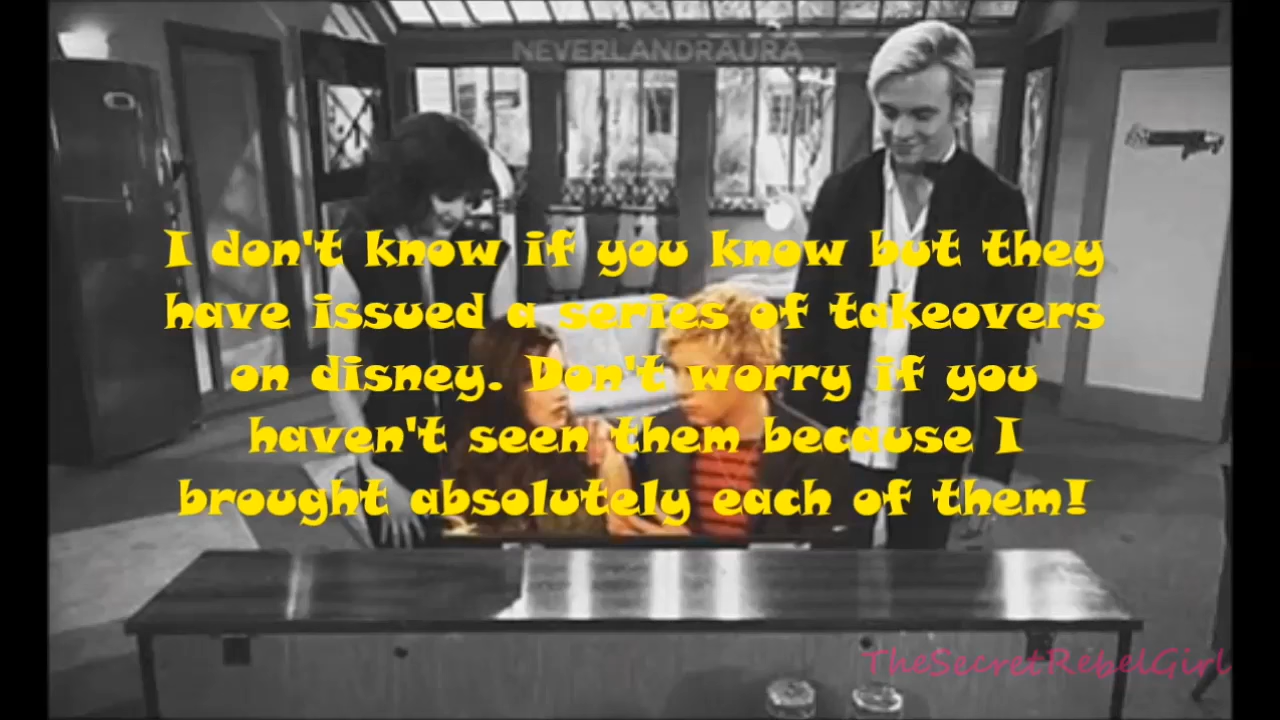 NEVERLANDRAURA
I don't know if you know but they
have issued a series of takeovers
on disney. Don't worry if you
haven't seen them because I
brought absolutely each of them!
TheSecretRebelGirl